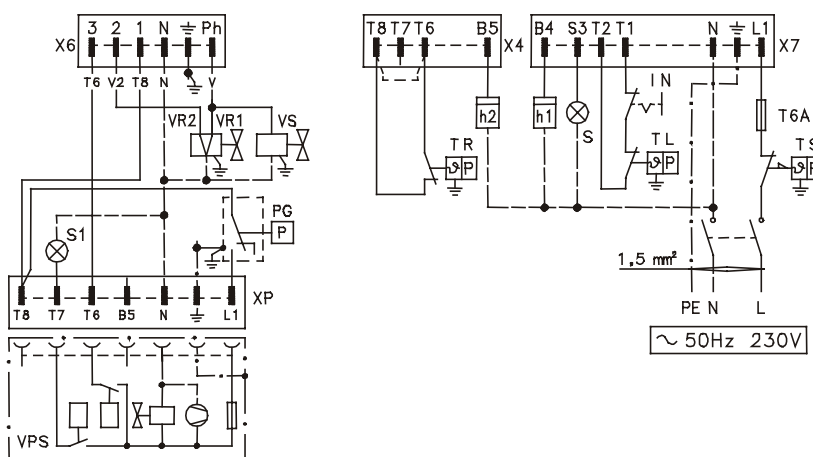 3 2 1 N Ph
X6
T6 V2 T8 N V
VR2 VR1 VS
PG
P
S1
XP
T8 T7 T6 B5 N L1
VPS
T8 T7 T6 B5 X4
B4 S3 T2 T1 N L1 X7
h2
h1
S
IN
T6A
TR
ϑ P
TL
ϑ P
TS
ϑ P
1,5 mm²
PE N L
~ 50Hz 230V